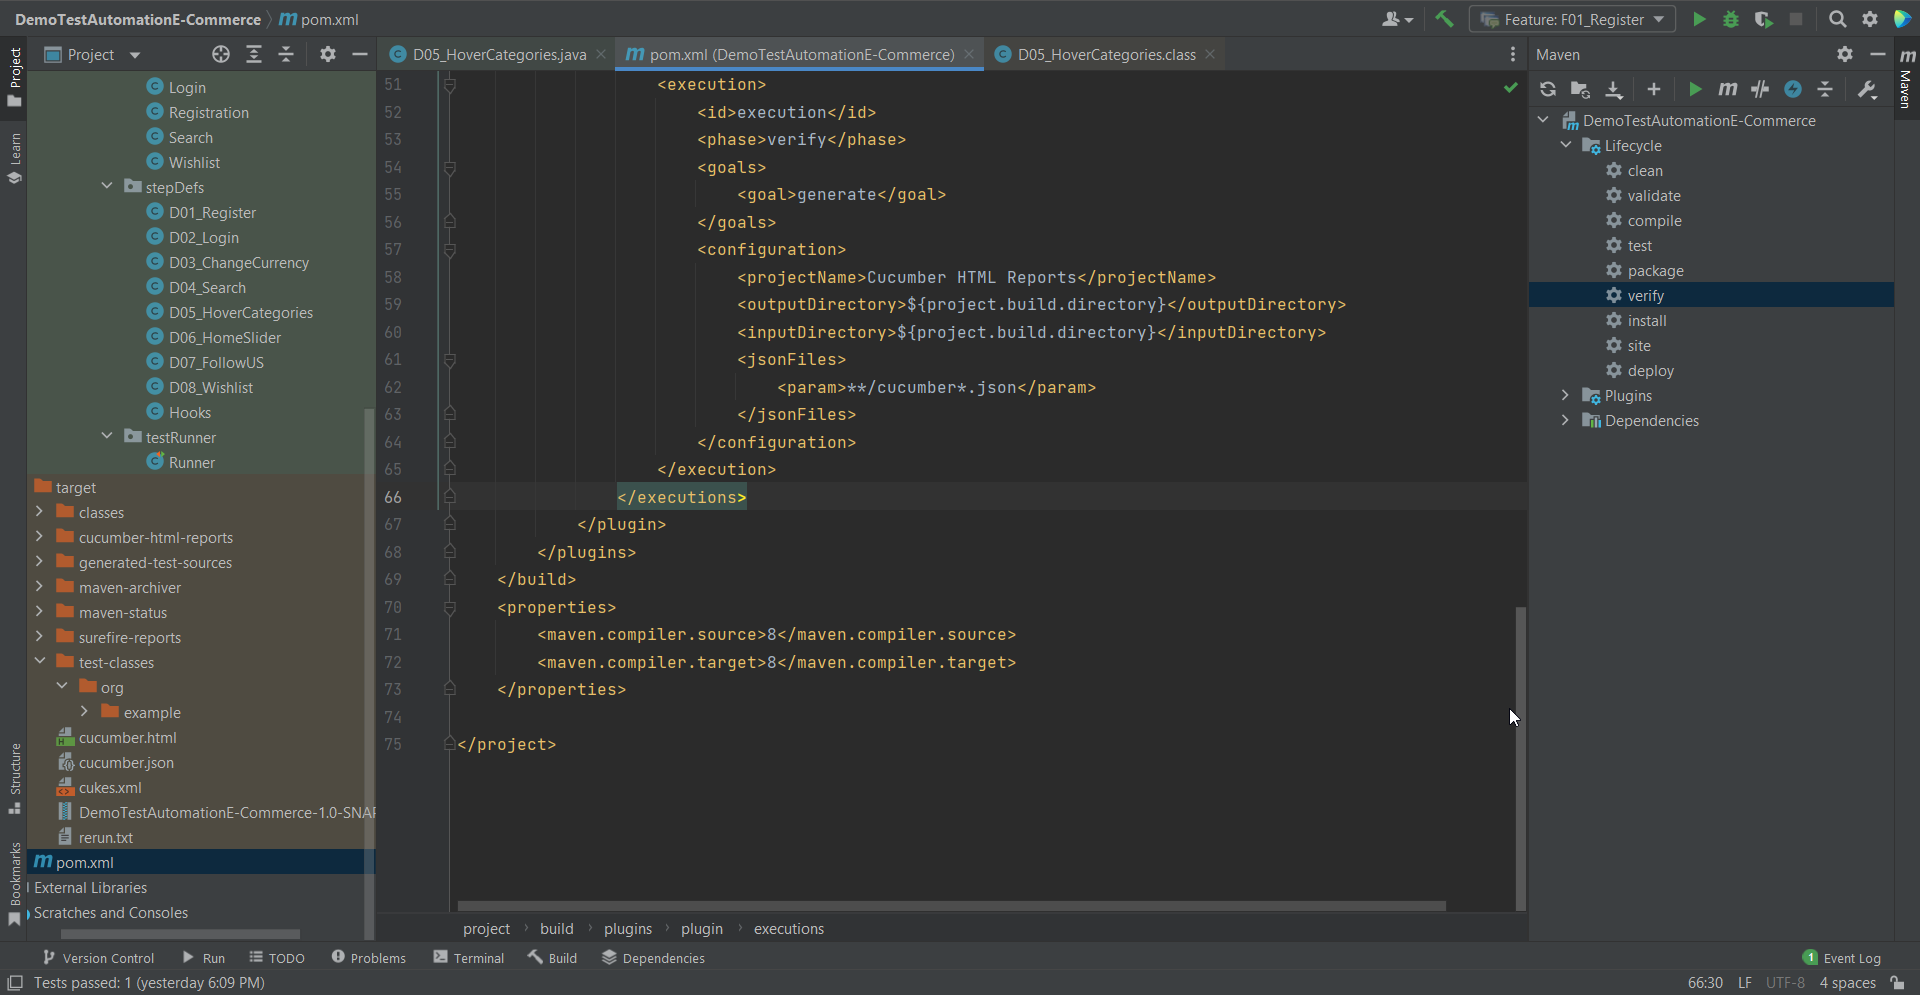 DemoTestAutomationE-Commerce pom.xml
Feature: F01_Register
Project
D05_HoverCategories.java
pom.xml (DemoTestAutomationE-Commerce)
D05_HoverCategories.class
Maven
Project
Learn
Structure
Bookmarks
Login
Registration
Search
Wishlist
stepDefs
D01_Register
D02_Login
D03_ChangeCurrency
D04_Search
D05_HoverCategories
D06_HomeSlider
D07_FollowUS
D08_Wishlist
Hooks
testRunner
Runner
target
classes
cucumber-html-reports
generated-test-sources
maven-archiver
maven-status
surefire-reports
test-classes
org
example
cucumber.html
cucumber.json
cukes.xml
DemoTestAutomationE-Commerce-1.0-SNA
rerun.txt
pom.xml
External Libraries
Scratches and Consoles
51 <execution>
52 <id>execution</id>
53 <phase>verify</phase>
54 <goals>
55 <goal>generate</goal>
56 </goals>
57 <configuration>
58 <projectName>Cucumber HTML Reports</projectName>
59 <outputDirectory>${project.build.directory}</outputDirectory>
60 <inputDirectory>${project.build.directory}</inputDirectory>
61 <jsonFiles>
62 <param>**/cucumber*.json</param>
63 </jsonFiles>
64 </configuration>
65 </execution>
66 </executions>
67 </plugin>
68 </plugins>
69 </build>
70 <properties>
71 <maven.compiler.source>8</maven.compiler.source>
72 <maven.compiler.target>8</maven.compiler.target>
73 </properties>
74
75 </project>
project build plugins plugin executions
DemoTestAutomationE-Commerce
Lifecycle
clean
validate
compile
test
package
verify
install
site
deploy
Plugins
Dependencies
Maven
Version Control Run TODO Problems Terminal Build Dependencies
1 Event Log
Tests passed: 1 (yesterday 6:09 PM)
66:30 LF UTF-8 4 spaces